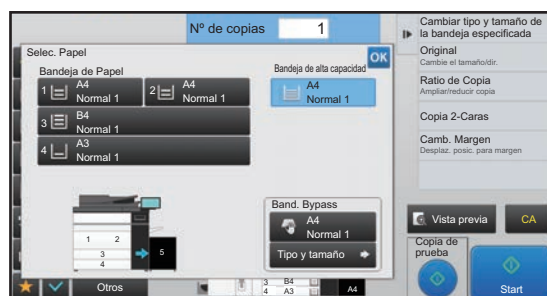 Nº de copias 1
Selec. Papel
OK
Bandeja de Papel
1 A4
Normal 1
2 A4
Normal 1
3 B4
Normal 1
4 A3
Normal 1
Bandeja de alta capacidad
A4
Normal 1
1 2
3
4
5
Band. Bypass
A4
Normal 1
Tipo y tamaño
Cambiar tipo y tamaño de
la bandeja especificada
Original
Cambie el tamaño/dir.
Ratio de Copia
Ampliar/reducir copia
Copia 2-Caras
Camb. Margen
Desplaz. posic. para margen
Vista previa
CA
Copia de
prueba
Start
Otros
3 B4
4 A3
A4